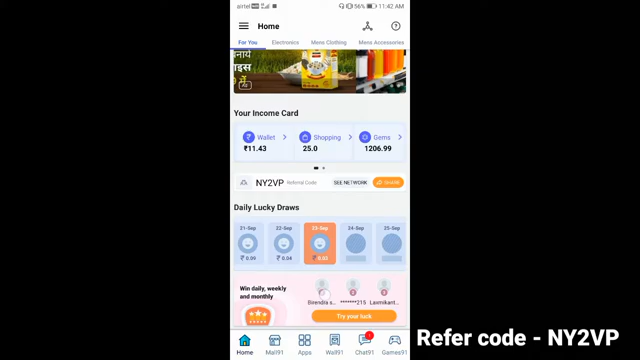 airtel 56% 11:42 AM
Home
For You Electronics Mens Clothing Mens Accessories
Ad
Your Income Card
Wallet Shopping Gems
₹11.43 25.0 1206.99
NY2VP Referral Code SEE NETWORK SHARE
Daily Lucky Draws
21-Sep 22-Sep 23-Sep 24-Sep 25-Sep
₹ 0.09 ₹ 0.04 ₹ 0.03
Win daily, weekly
and monthly
Birendra s... *******215 Laxmikant...
Try your luck
Home Mall91 Apps Wall91 Chat91 Games91
Refer code - NY2VP